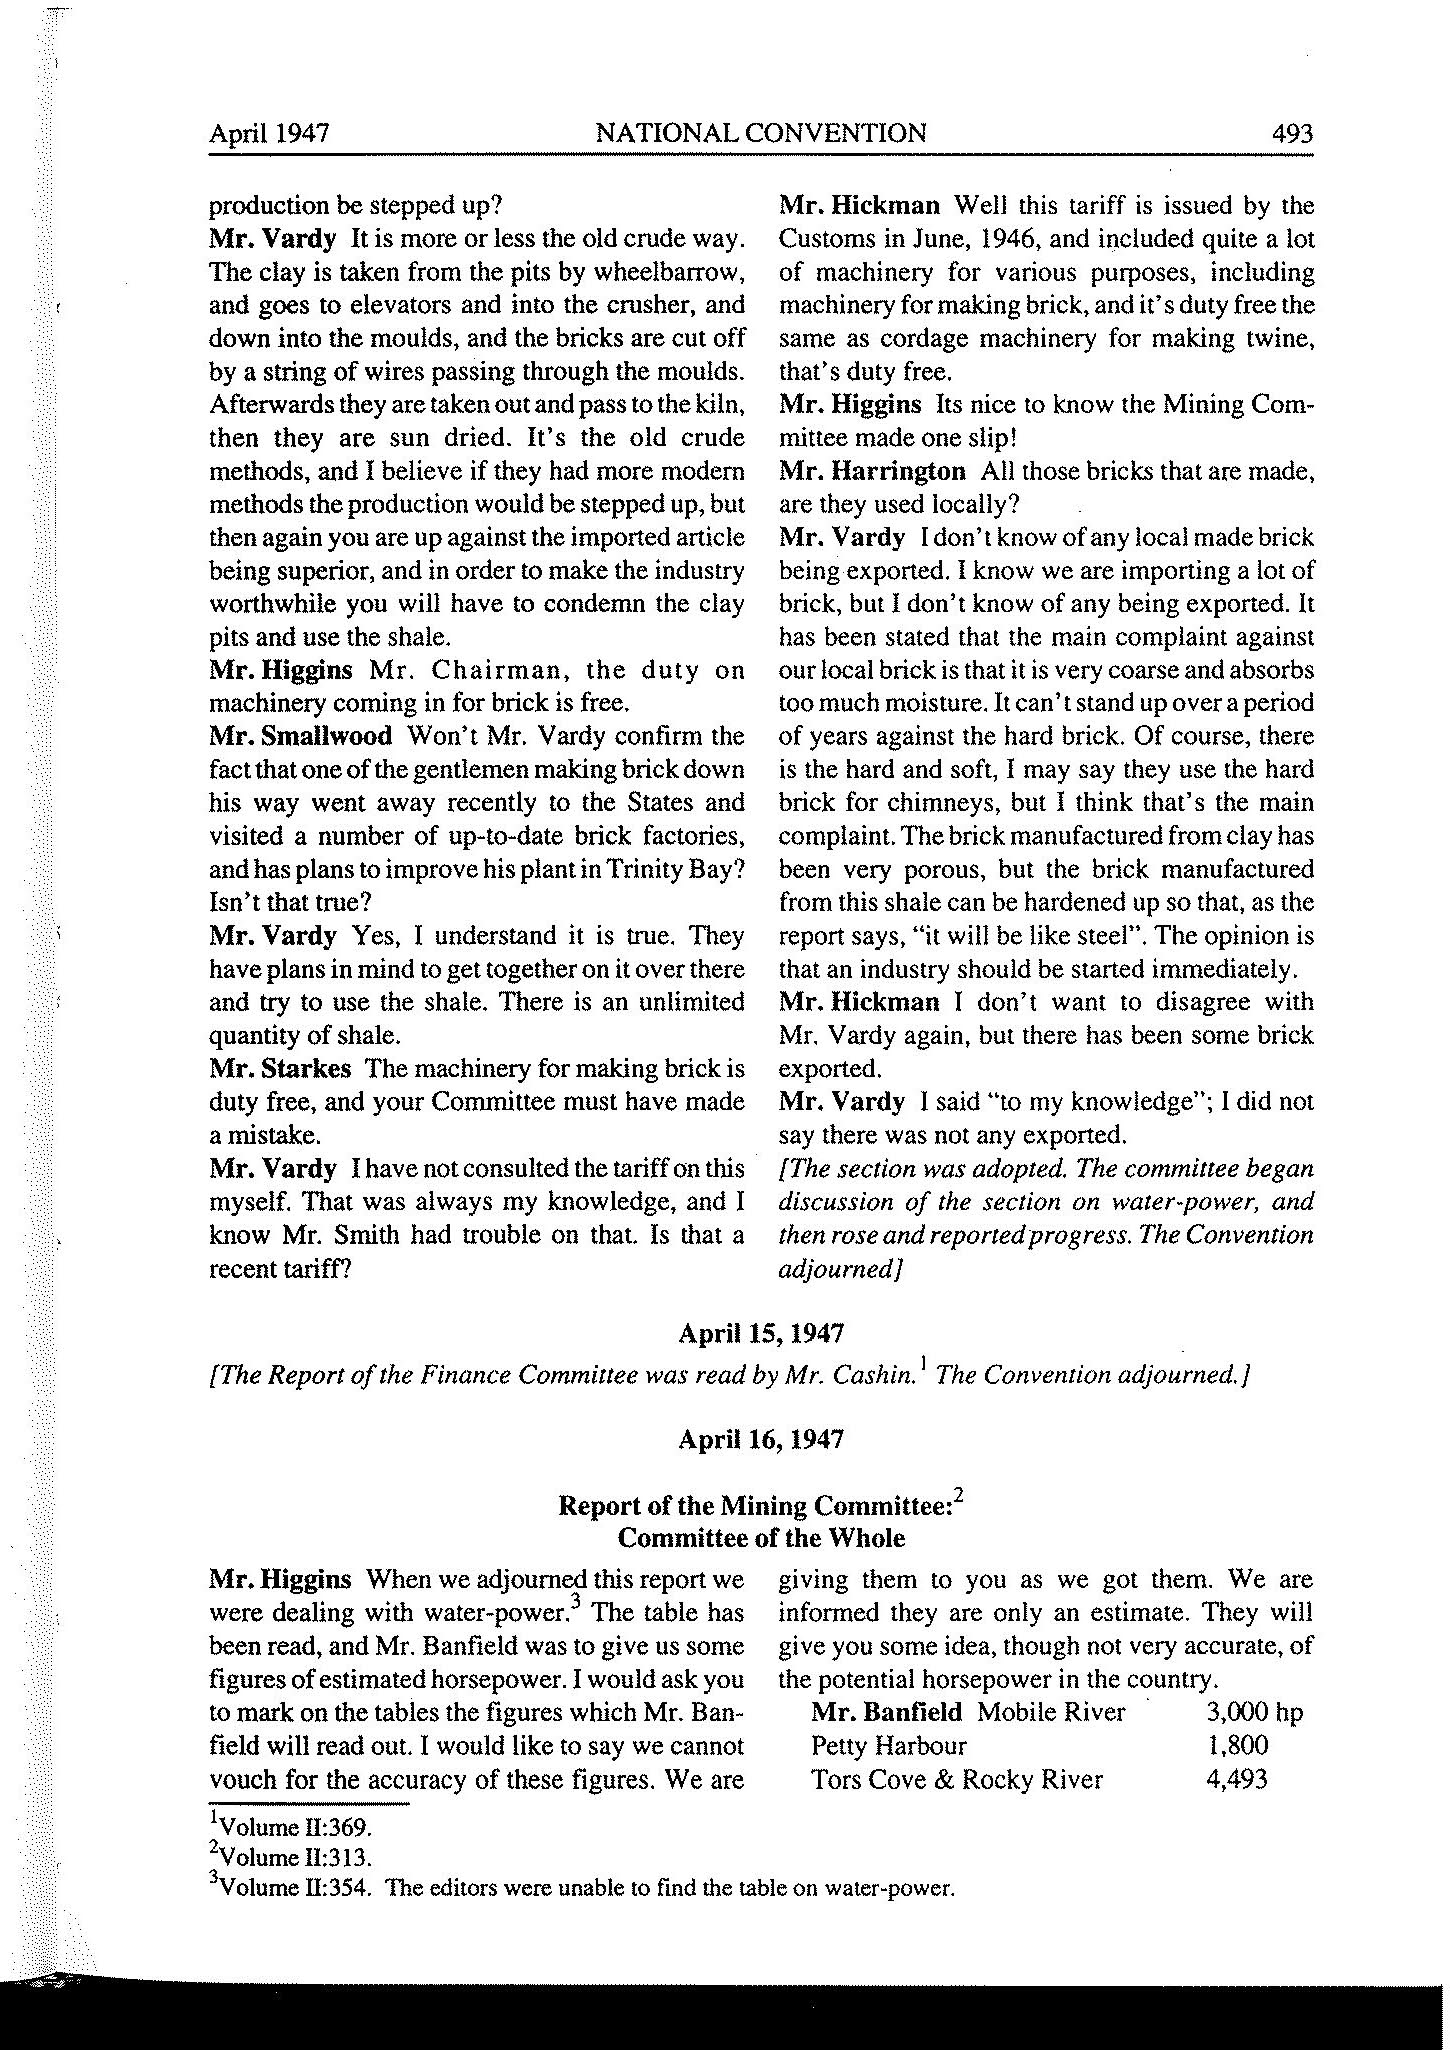 April 1947 NATIONAL CONVENTION 493
production be stepped up?
Mr. Vardy It is more or less the old crude way.
The clay is taken from the pits by wheelbarrow,
and goes to elevators and into the crusher, and
down into the moulds, and the bricks are cut off
by a string of wires passing through the moulds.
Afterwards they are taken out and pass to the kiln,
then they are sun dried. It's the old crude
methods, and I believe if they had more modern
methods the production would be stepped up, but
then again you are up against the imported article
being superior, and in order to make the industry
worthwhile you will have to condemn the clay
pits and use the shale.
Mr. Higgins Mr. Chairman, the duty on
machinery coming in for brick is free.
Mr. Smallwood Won't Mr. Vardy confirm the
fact that one of the gentlemen making brick down
his way went away recently to the States and
visited a number of up-to-date brick factories,
and has plans to improve his plant in Trinity Bay?
Isn't that true?
Mr. Vardy Yes, I understand it is true. They
have plans in mind to get together on it over there
and try to use the shale. There is an unlimited
quantity of shale.
Mr. Starkes The machinery for making brick is
duty free, and your Committee must have made
a mistake.
Mr. Vardy I have not consulted the tariff on this
myself. That was always my knowledge, and I
know Mr. Smith had trouble on that. Is that a
recent tariff?
Mr. Hickman Well this tariff is issued by the
Customs in June, 1946, and included quite a lot
of machinery for various purposes, including
machinery for making brick, and it's duty free the
same as cordage machinery for making twine,
that's duty free.
Mr. Higgins Its nice to know the Mining Com-
mittee made one slip!
Mr. Harrington All those bricks that are made,
are they used locally?
Mr. Vardy I don't know of any local made brick
being exported. I know we are importing a lot of
brick, but I don't know of any being exported. It
has been stated that the main complaint against
our local brick is that it is very coarse and absorbs
too much moisture. It can't stand up over a period
of years against the hard brick. Of course, there
is the hard and soft, I may say they use the hard
brick for chimneys, but I think that's the main
complaint. The brick manufactured from clay has
been very porous, but the brick manufactured
from this shale can be hardened up so that, as the
report says, "it will be like steel". The opinion is
that an industry should be started immediately.
Mr. Hickman I don't want to disagree with
Mr. Vardy again, but there has been some brick
exported.
Mr. Vardy I said "to my knowledge"; I did not
say there was not any exported.
[The section was adopted. The committee began
discussion of the section on water-power, and
then rose and reported progress. The Convention
adjourned]
April 15, 1947
[The Report of the Finance Committee was read by Mr. Cashin.1 The Convention adjourned.]
April 16, 1947
Report of the Mining Committee:2
Committee of the Whole
Mr. Higgins When we adjourned this report we
were dealing with water-power.3 The table has
been read, and Mr. Banfield was to give us some
figures of estimated horsepower. I would ask you
to mark on the tables the figures which Mr. Ban-
field will read out. I would like to say we cannot
vouch for the accuracy of these figures. We are
giving them to you as we got them. We are
informed they are only an estimate. They will
give you some idea, though not very accurate, of
the potential horsepower in the country.
Mr. Banfield Mobile River 3,000 hp
Petty Harbour 1,800
Tors Cove & Rocky River 4,493
1Volume II:369.
2Volume II:313.
3Volume II:354. The editors were unable to find the table on water-power.